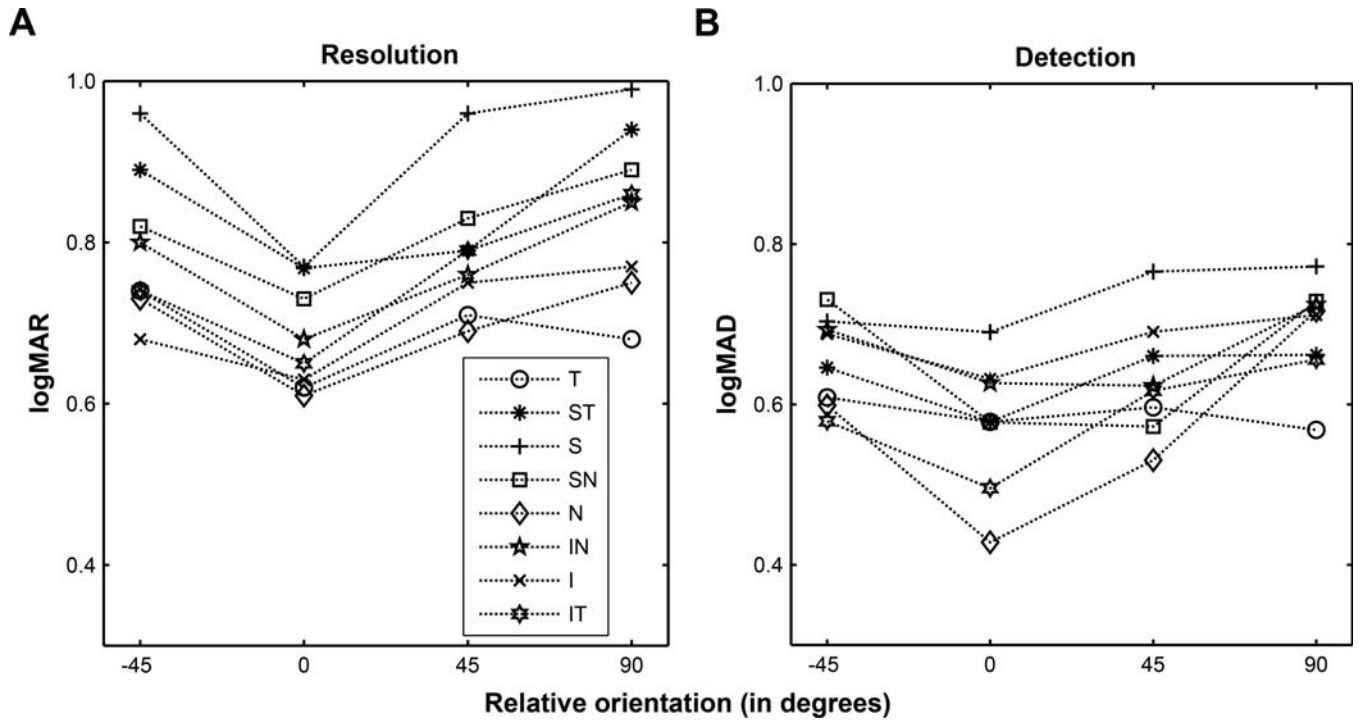 A
Resolution
1.0
0.8
0.6
0.4
logMAR
-45
0
45
90
T
ST
S
SN
N
IN
I
IT
B
Detection
1.0
0.8
0.6
0.4
logMAD
-45
0
45
90
Relative orientation (in degrees)